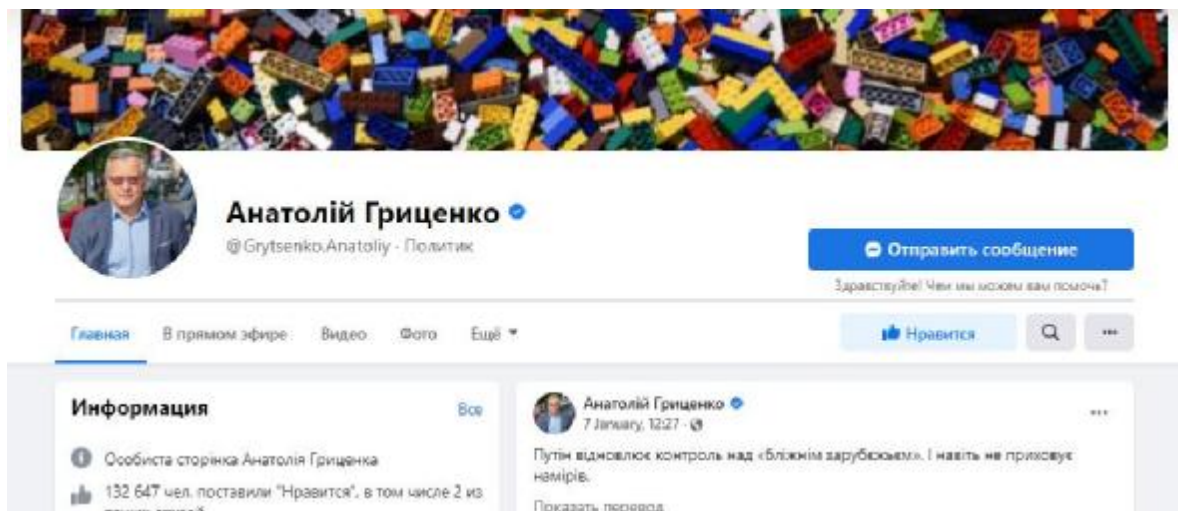 Анатолій Гриценко
@Grytsenko.Anatoliy · Политик
Отправить сообщение
Здравствуйте! Чем мы можем вам помочь?
Главная В прямом эфире Видео Фото Ещё
Нравится
Информация Все
Особиста сторінка Анатолія Гриценка
132 647 чел. поставили "Нравится", в том числе 2 из
Анатолій Гриценко
7 January, 12:27
Путін відновлює контроль над «бліжнім зарубєжьем». І навіть не приховує
намірів.
Показать перевод